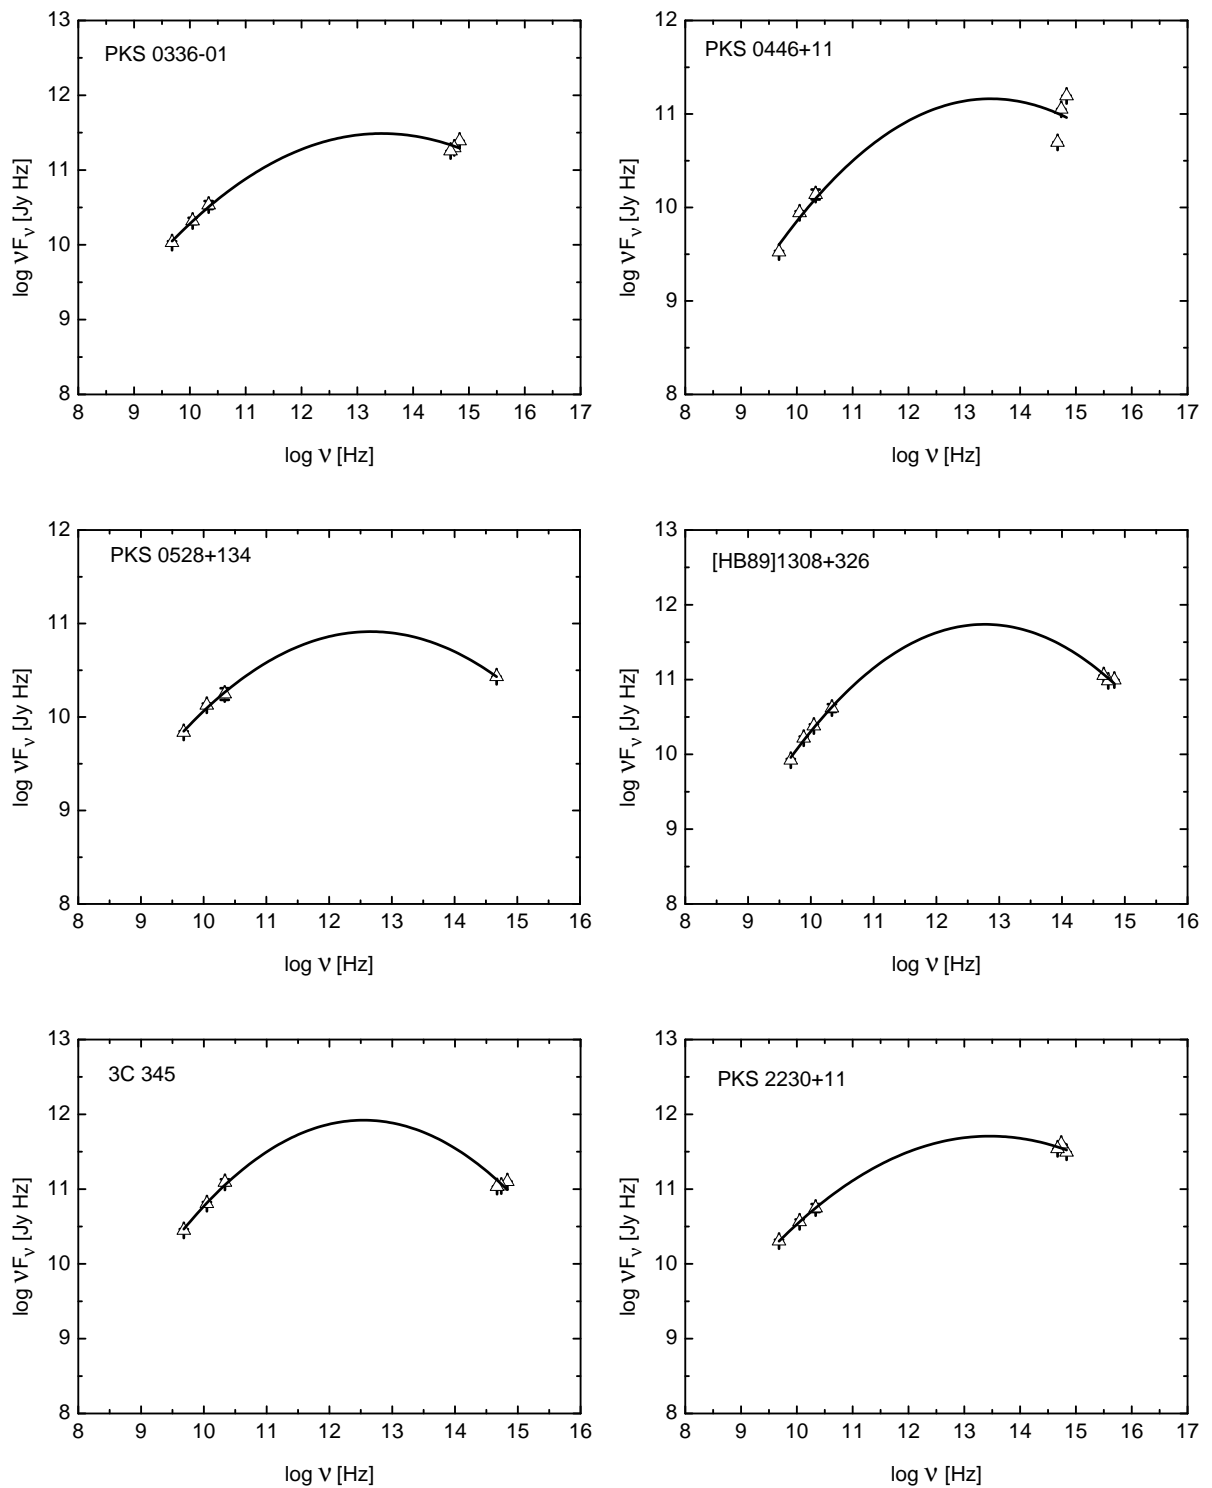 PKS 0336-01
13
12
11
10
9
8
log νFν [Jy Hz]
8 9 10 11 12 13 14 15 16 17
log ν [Hz]
PKS 0446+11
12
11
10
9
8
log νFν [Jy Hz]
8 9 10 11 12 13 14 15 16 17
log ν [Hz]
PKS 0528+134
12
11
10
9
8
log νFν [Jy Hz]
8 9 10 11 12 13 14 15 16
log ν [Hz]
[HB89]1308+326
13
12
11
10
9
8
log νFν [Jy Hz]
8 9 10 11 12 13 14 15 16
log ν [Hz]
3C 345
13
12
11
10
9
8
log νFν [Jy Hz]
8 9 10 11 12 13 14 15 16
log ν [Hz]
PKS 2230+11
13
12
11
10
9
8
log νFν [Jy Hz]
8 9 10 11 12 13 14 15 16 17
log ν [Hz]